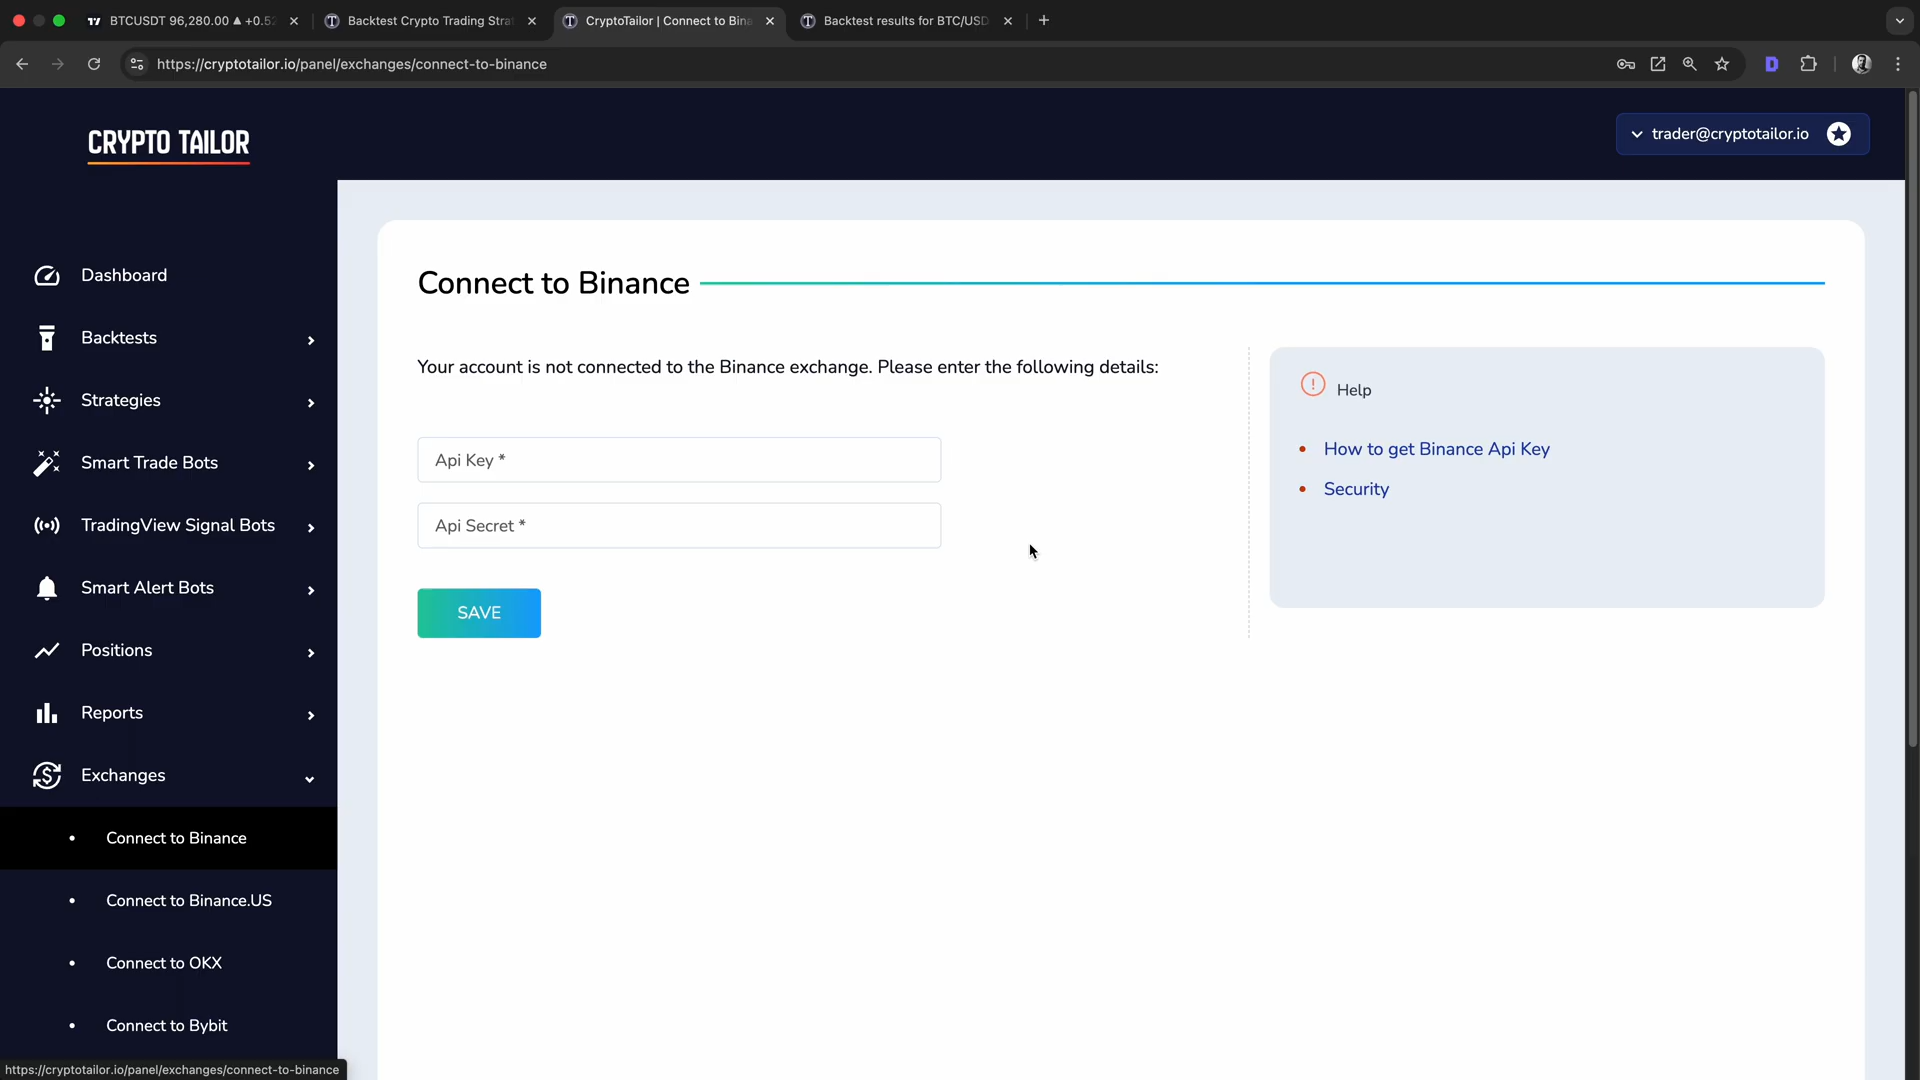 BTCUSDT 96,280.00 ▲ +0.52
Backtest Crypto Trading Strat
CryptoTailor | Connect to Bina
Backtest results for BTC/USD
https://cryptotailor.io/panel/exchanges/connect-to-binance
D
CRYPTO TAILOR
trader@cryptotailor.io
Dashboard
Backtests
Strategies
Smart Trade Bots
TradingView Signal Bots
Smart Alert Bots
Positions
Reports
Exchanges
• Connect to Binance
• Connect to Binance.US
• Connect to OKX
• Connect to Bybit
Connect to Binance
Your account is not connected to the Binance exchange. Please enter the following details:
Api Key *
Api Secret *
SAVE
Help
• How to get Binance Api Key
• Security
https://cryptotailor.io/panel/exchanges/connect-to-binance